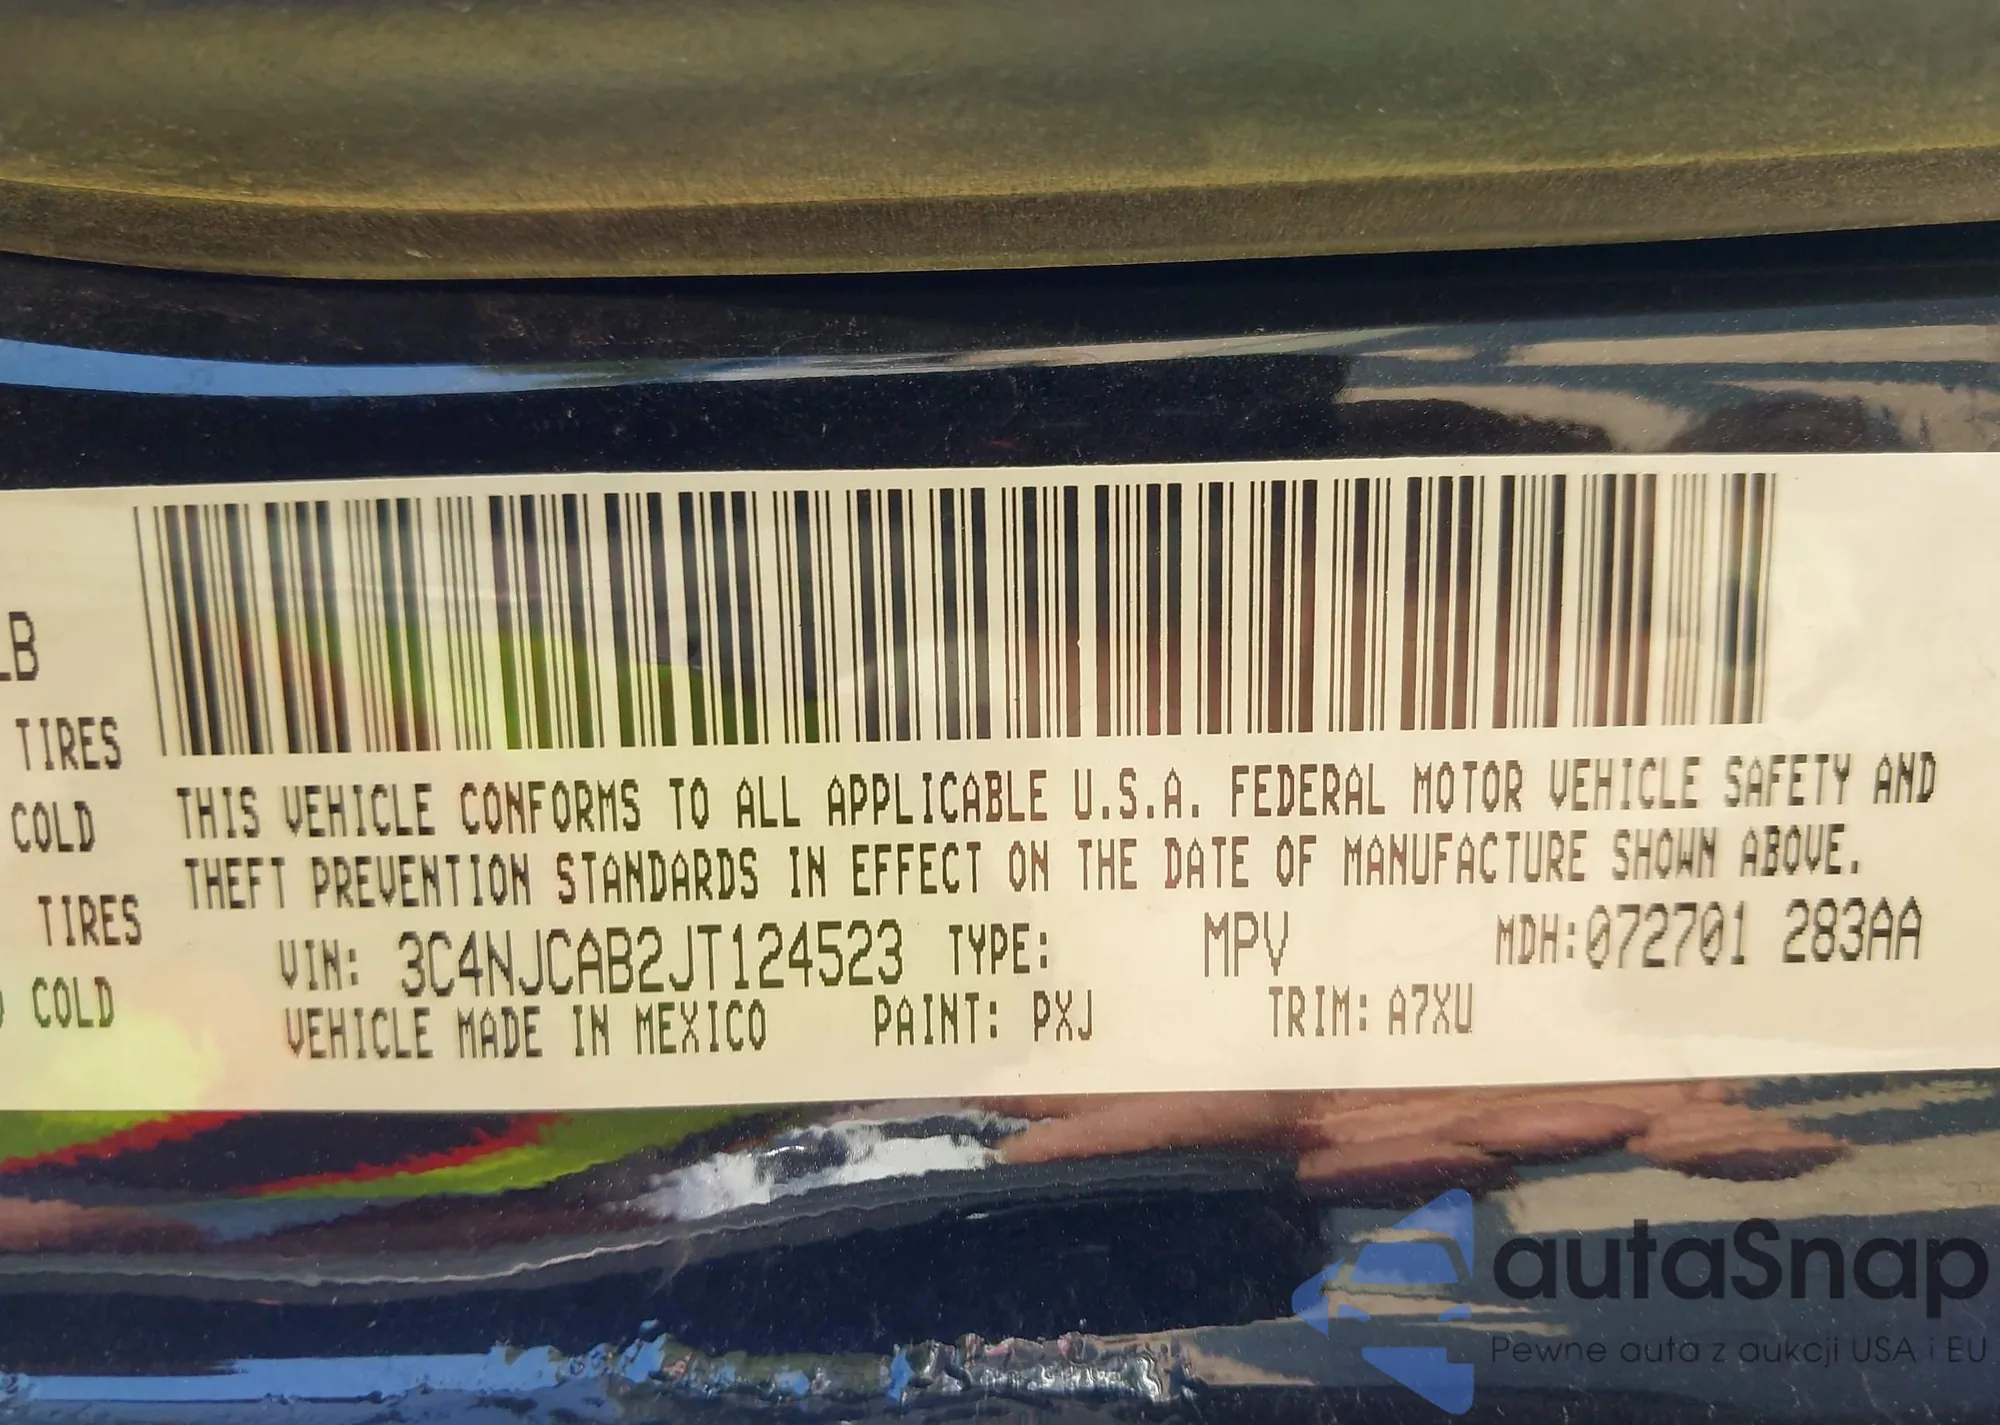 LB
TIRES
COLD
TIRES
COLD
THIS VEHICLE CONFORMS TO ALL APPLICABLE U.S.A. FEDERAL MOTOR VEHICLE SAFETY AND
THEFT PREVENTION STANDARDS IN EFFECT ON THE DATE OF MANUFACTURE SHOWN ABOVE.
VIN: 3C4NJCAB2JT124523 TYPE: MPV MDH:072701 283AA
VEHICLE MADE IN MEXICO PAINT: PXJ TRIM: A7XU
autaSnap
Pewne auta z aukcji USA i EU